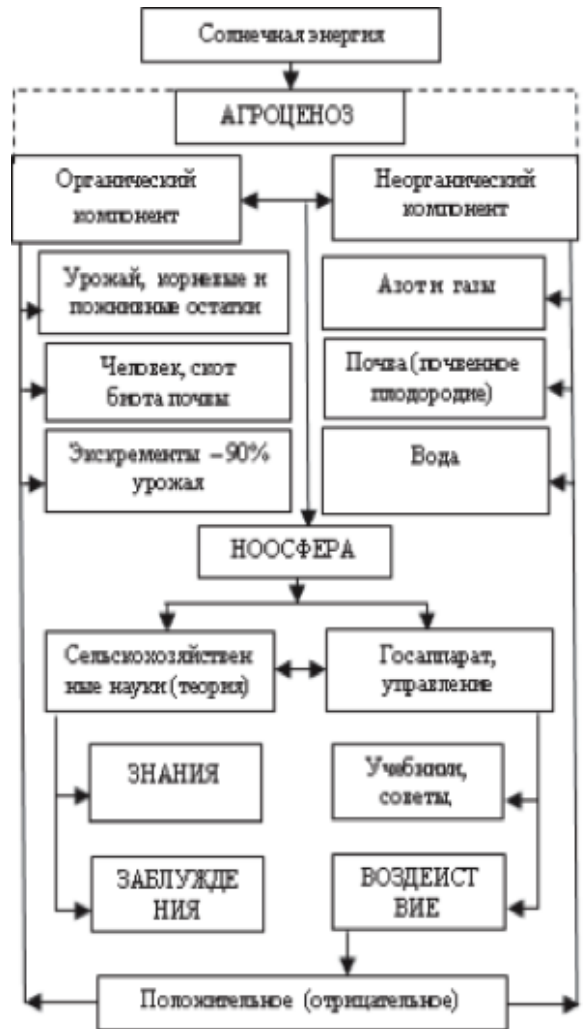 Солнечная энергия
АГРОЦЕНОЗ
Органический
компонент
Неорганический
компонент
Урожай, корневые и
пожнивные остатки
Азот и газы
Человек, скот
биота почвы
Почва (почвенное
плодородие)
Экскременты – 90%
урожая
Вода
НООСФЕРА
Сельскохозяйствен
ные науки (теория)
Госаппарат,
управление
ЗНАНИЯ
Учебники,
советы,
ЗАБЛУЖДЕ
НИЯ
ВОЗДЕИСТ
ВИЕ
Положительное (отрицательное)